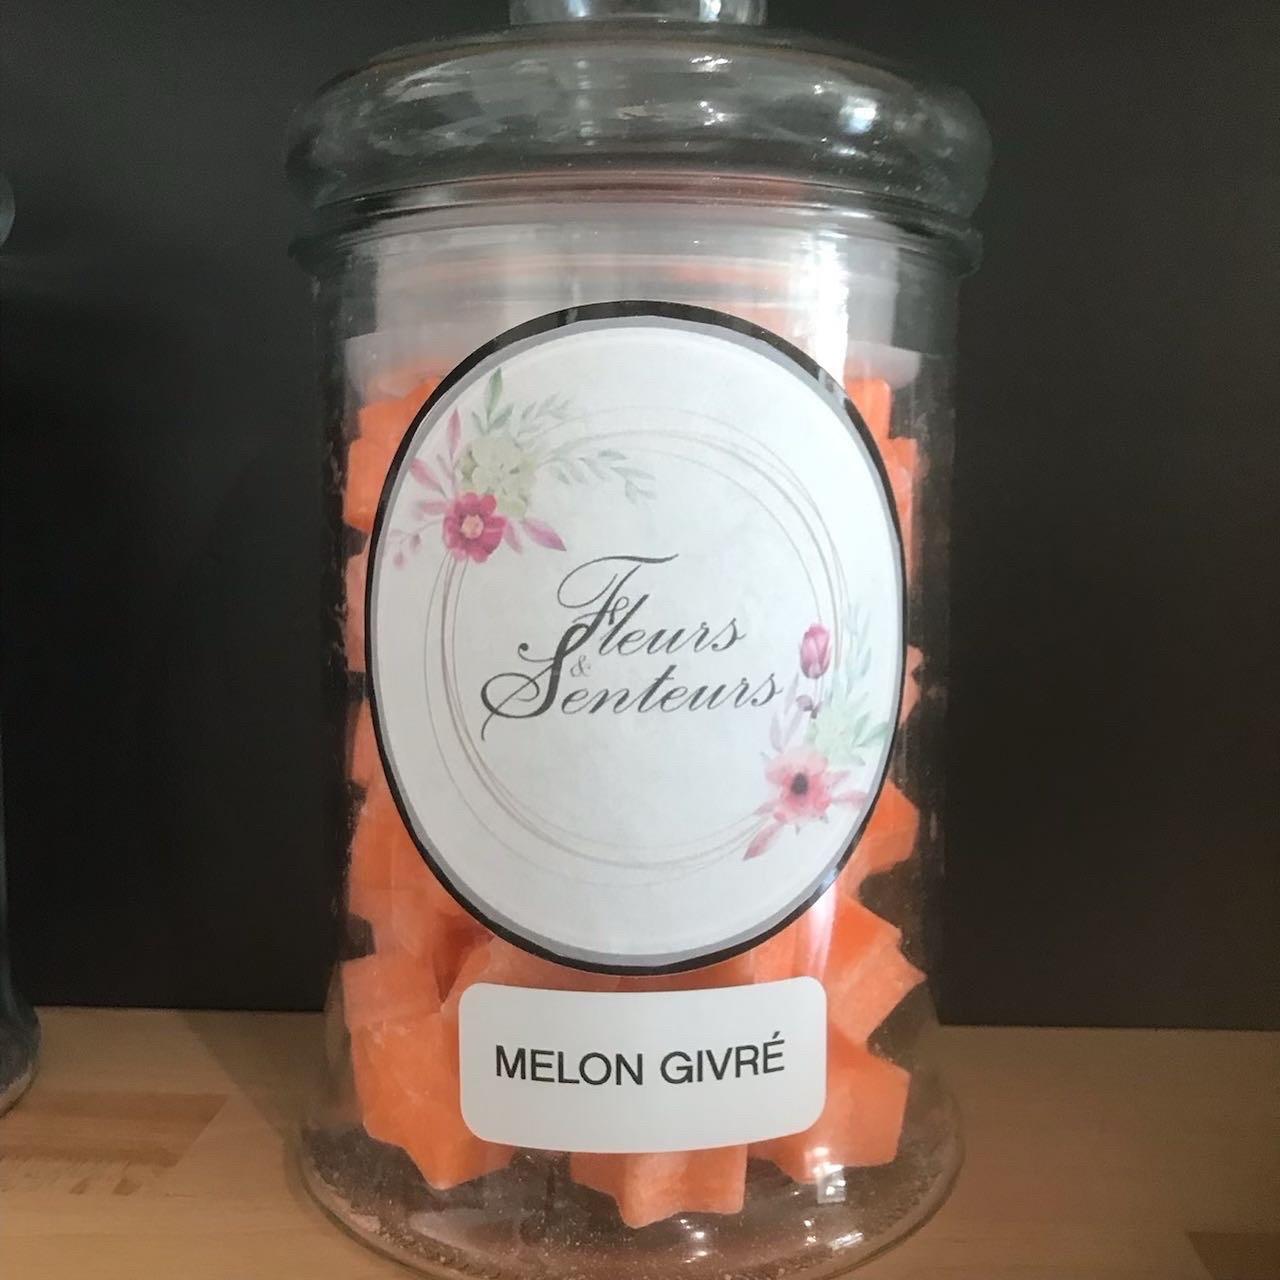 Fleurs
&
Senteurs
MELON GIVRÉ